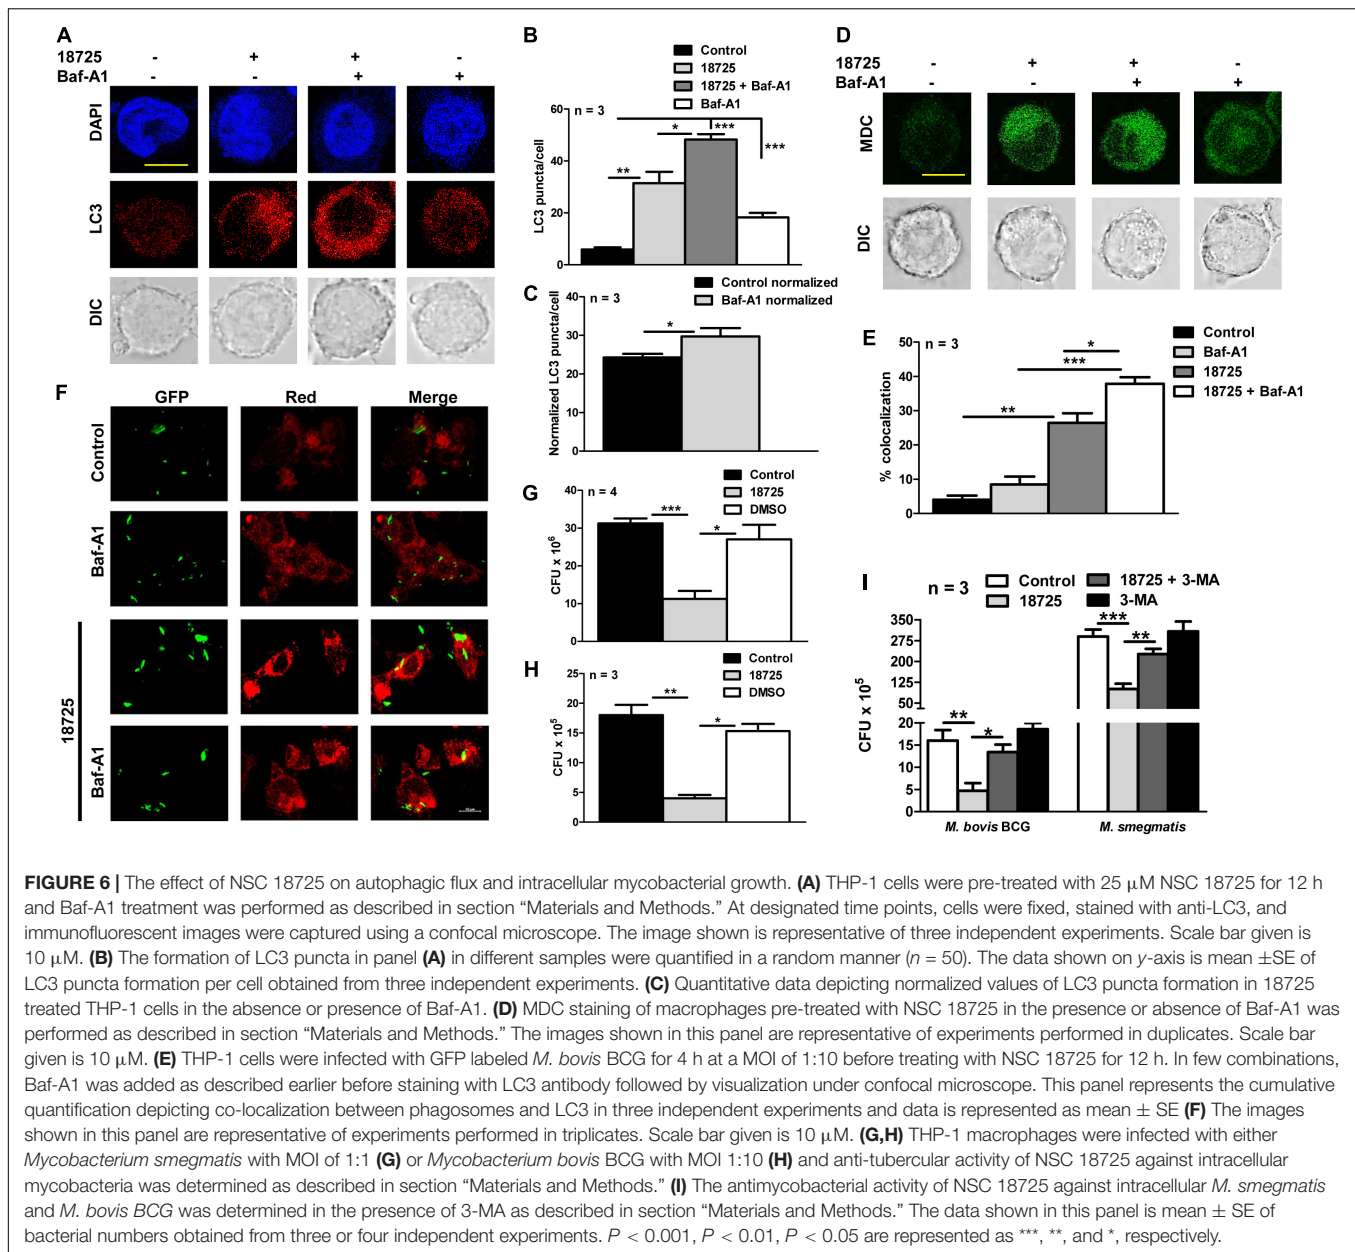 A
18725 - + + -
Baf-A1 - - + +
DAPI
LC3
DIC
B
Control
18725
18725 + Baf-A1
Baf-A1
n = 3
LC3 puncta/cell
60
40
20
0
**
*
***
***
C
Control normalized
Baf-A1 normalized
n = 3
Normalized LC3 puncta/cell
40
30
20
10
0
*
D
18725 - + + -
Baf-A1 - - + +
MDC
DIC
E
Control
Baf-A1
18725
18725 + Baf-A1
n = 3
% colocalization
50
40
30
20
10
0
**
***
*
F
GFP Red Merge
Control
Baf-A1
18725
Baf-A1
G
Control
18725
DMSO
n = 4
CFU x 10⁶
40
30
20
10
0
***
*
H
Control
18725
DMSO
n = 3
CFU x 10⁵
25
20
15
10
5
0
**
*
I
n = 3
Control 18725 + 3-MA
18725 3-MA
CFU x 10⁵
350
275
200
125
50
20
15
10
5
0
**
*
***
**
M. bovis BCG M. smegmatis
FIGURE 6 | The effect of NSC 18725 on autophagic flux and intracellular mycobacterial growth. (A) THP-1 cells were pre-treated with 25 μM NSC 18725 for 12 h
and Baf-A1 treatment was performed as described in section “Materials and Methods.” At designated time points, cells were fixed, stained with anti-LC3, and
immunofluorescent images were captured using a confocal microscope. The image shown is representative of three independent experiments. Scale bar given is
10 μM. (B) The formation of LC3 puncta in panel (A) in different samples were quantified in a random manner (n = 50). The data shown on y-axis is mean ±SE of
LC3 puncta formation per cell obtained from three independent experiments. (C) Quantitative data depicting normalized values of LC3 puncta formation in 18725
treated THP-1 cells in the absence or presence of Baf-A1. (D) MDC staining of macrophages pre-treated with NSC 18725 in the presence or absence of Baf-A1 was
performed as described in section “Materials and Methods.” The images shown in this panel are representative of experiments performed in duplicates. Scale bar
given is 10 μM. (E) THP-1 cells were infected with GFP labeled M. bovis BCG for 4 h at a MOI of 1:10 before treating with NSC 18725 for 12 h. In few combinations,
Baf-A1 was added as described earlier before staining with LC3 antibody followed by visualization under confocal microscope. This panel represents the cumulative
quantification depicting co-localization between phagosomes and LC3 in three independent experiments and data is represented as mean ± SE (F) The images
shown in this panel are representative of experiments performed in triplicates. Scale bar given is 10 μM. (G,H) THP-1 macrophages were infected with either
Mycobacterium smegmatis with MOI of 1:1 (G) or Mycobacterium bovis BCG with MOI 1:10 (H) and anti-tubercular activity of NSC 18725 against intracellular
mycobacteria was determined as described in section “Materials and Methods.” (I) The antimycobacterial activity of NSC 18725 against intracellular M. smegmatis
and M. bovis BCG was determined in the presence of 3-MA as described in section “Materials and Methods.” The data shown in this panel is mean ± SE of
bacterial numbers obtained from three or four independent experiments. P < 0.001, P < 0.01, P < 0.05 are represented as ***, **, and *, respectively.